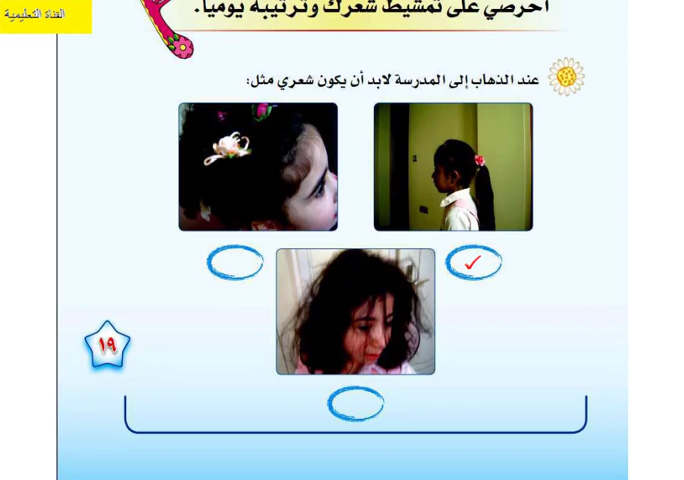 القناة التعليمية
احرصي على تمشيط شعرك وترتيبه يومياً.
عند الذهاب إلى المدرسة لابد أن يكون شعري مثل:
١٩